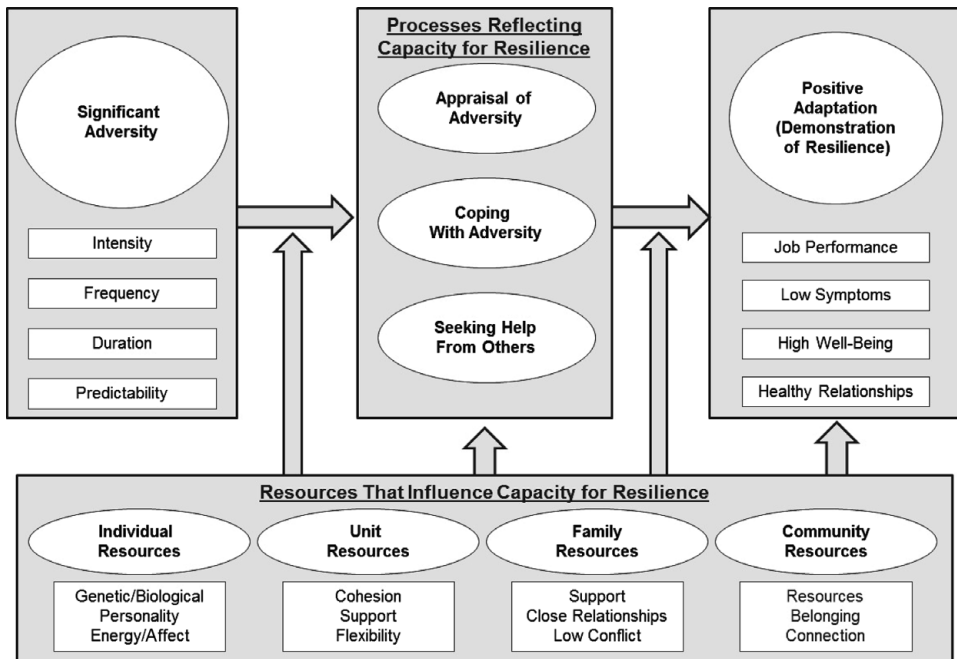 Significant
Adversity
Intensity
Frequency
Duration
Predictability
Processes Reflecting
Capacity for Resilience
Appraisal of
Adversity
Coping
With Adversity
Seeking Help
From Others
Positive
Adaptation
(Demonstration
of Resilience)
Job Performance
Low Symptoms
High Well-Being
Healthy Relationships
Resources That Influence Capacity for Resilience
Individual
Resources
Genetic/Biological
Personality
Energy/Affect
Unit
Resources
Cohesion
Support
Flexibility
Family
Resources
Support
Close Relationships
Low Conflict
Community
Resources
Resources
Belonging
Connection